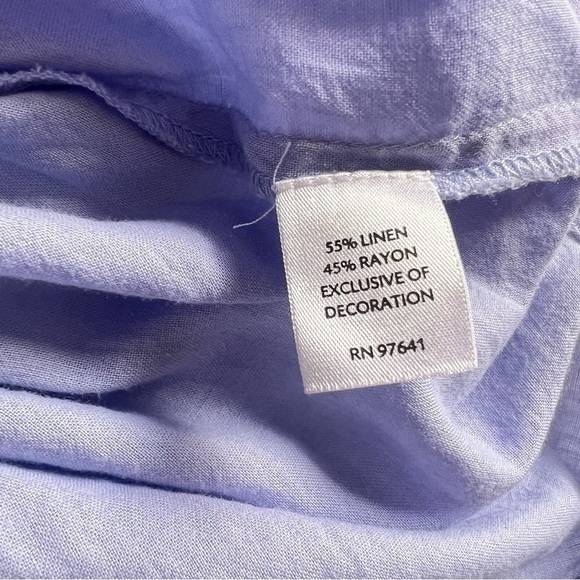 55% LINEN
45% RAYON
EXCLUSIVE OF
DECORATION
RN 97641